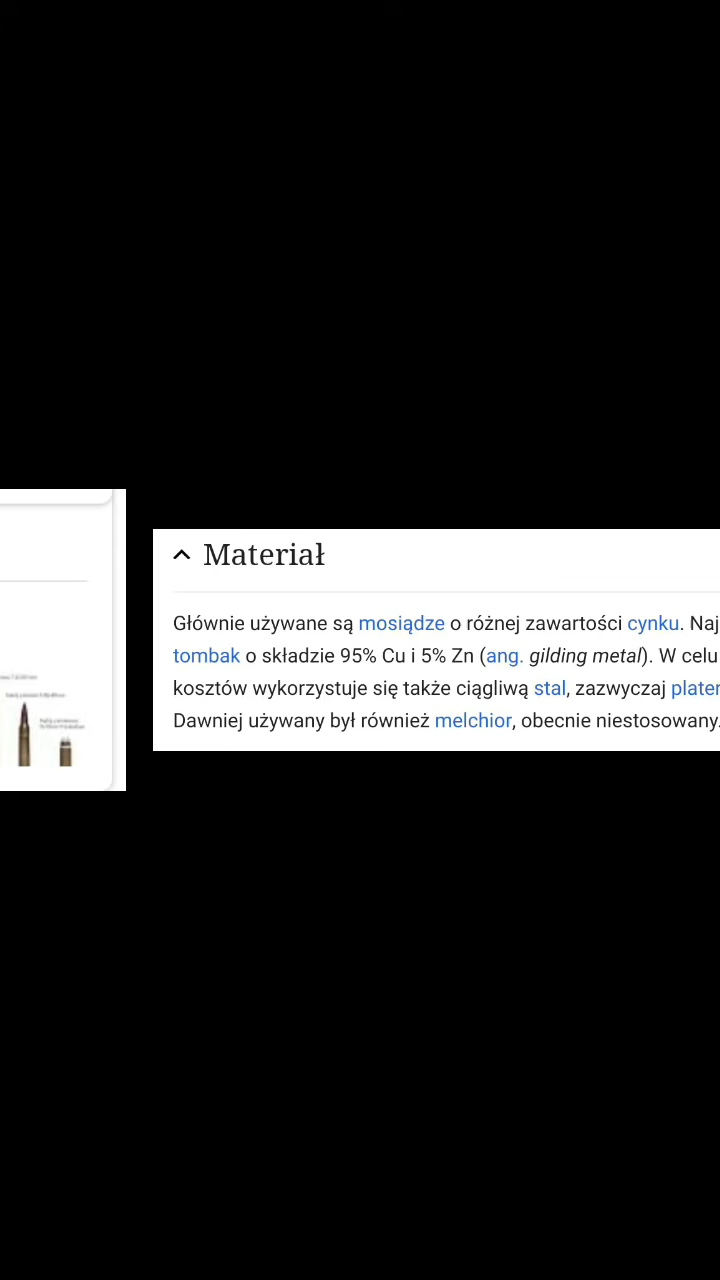 Materiał
Głównie używane są mosiądze o różnej zawartości cynku. Naj
tombak o składzie 95% Cu i 5% Zn (ang. gilding metal). W celu
kosztów wykorzystuje się także ciągliwą stal, zazwyczaj plater
Dawniej używany był również melchior, obecnie niestosowany.